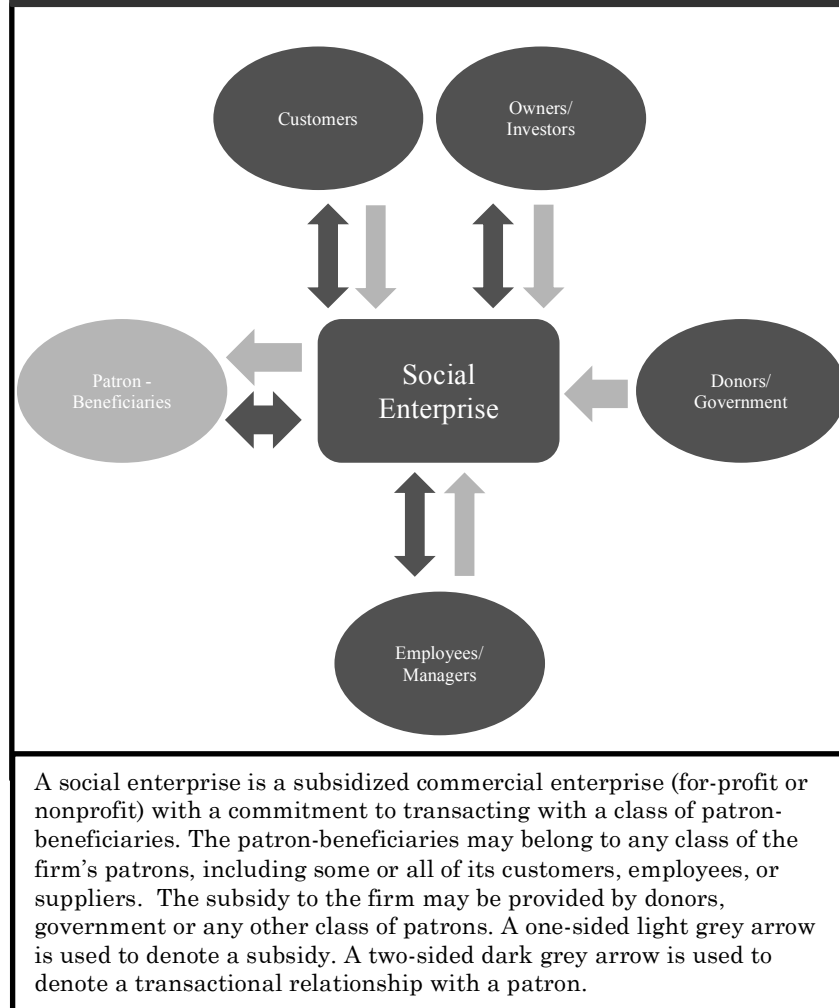 Customers
Owners/
Investors
Patron -
Beneficiaries
Social
Enterprise
Donors/
Government
Employees/
Managers
A social enterprise is a subsidized commercial enterprise (for-profit or
nonprofit) with a commitment to transacting with a class of patron-
beneficiaries. The patron-beneficiaries may belong to any class of the
firm’s patrons, including some or all of its customers, employees, or
suppliers.  The subsidy to the firm may be provided by donors,
government or any other class of patrons. A one-sided light grey arrow
is used to denote a subsidy. A two-sided dark grey arrow is used to
denote a transactional relationship with a patron.